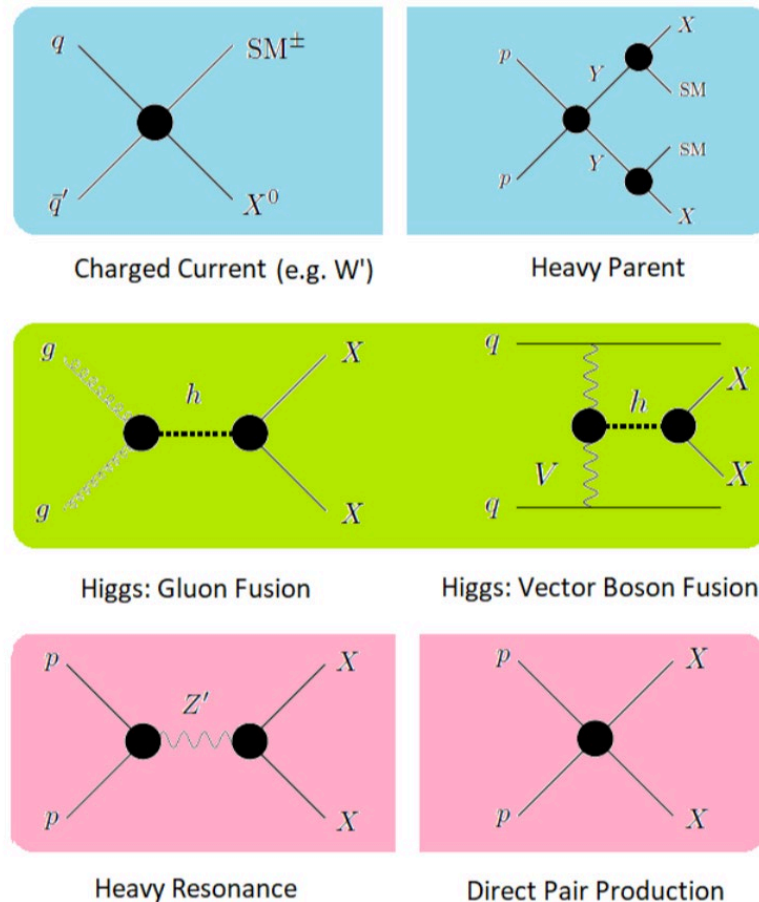 q SM± X
p Y SM
SM
p Y
q̄′ X⁰ X
Charged Current (e.g. W') Heavy Parent
g X q
h h X
V X
g X q
Higgs: Gluon Fusion Higgs: Vector Boson Fusion
p X p X
Z′
p X p X
Heavy Resonance Direct Pair Production